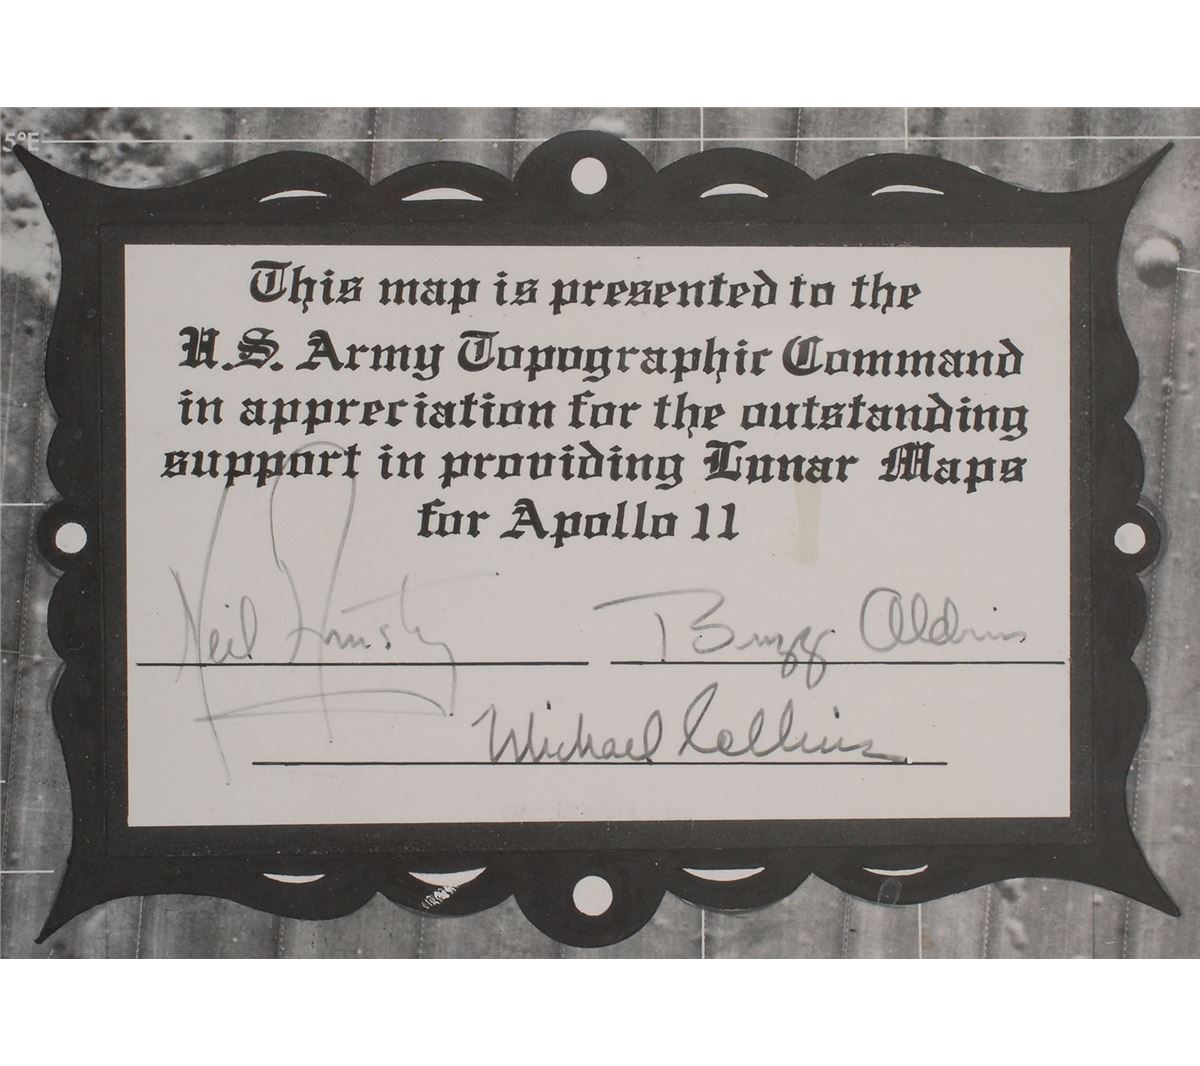 5°E
This map is presented to the
U.S. Army Topographic Command
in appreciation for the outstanding
support in providing Lunar Maps
for Apollo 11
Neil Armstrong
Buzz Aldrin
Michael Collins